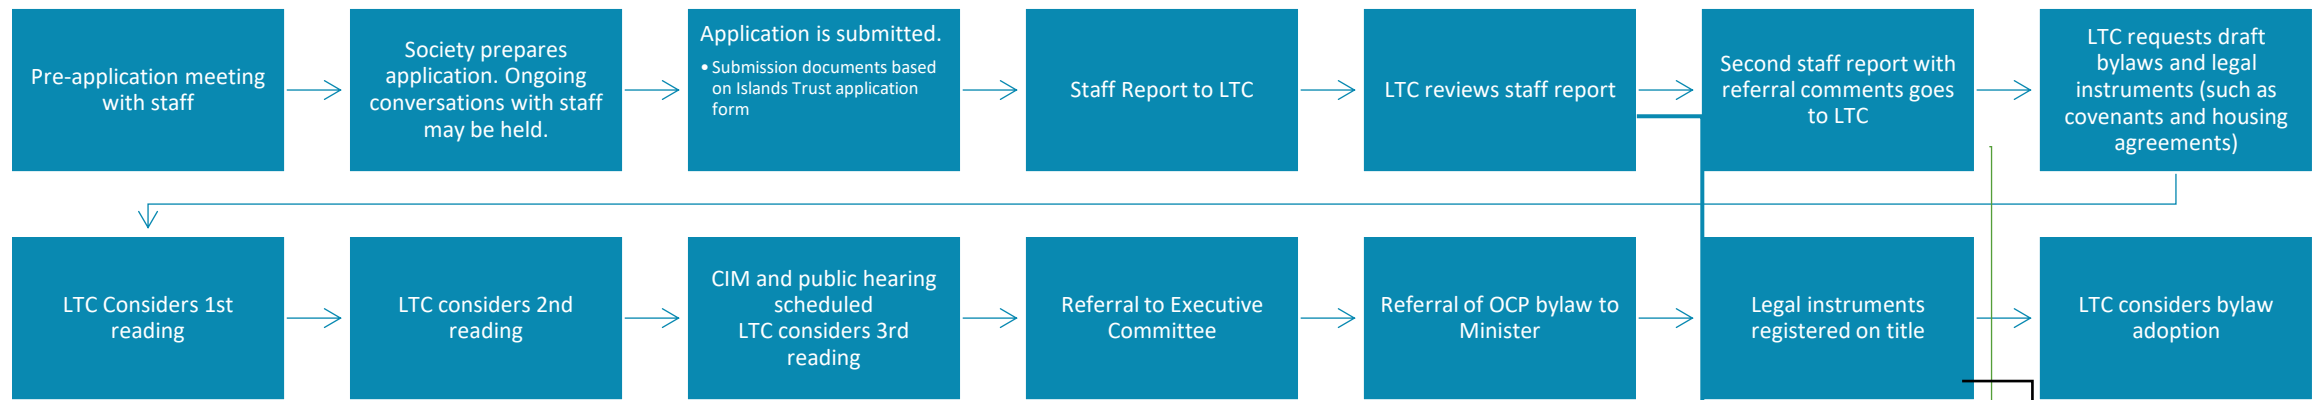 Pre-application meeting
with staff
Society prepares
application. Ongoing
conversations with staff
may be held.
Application is submitted.
• Submission documents based
on Islands Trust application
form
Staff Report to LTC
LTC reviews staff report
Second staff report with
referral comments goes
to LTC
LTC requests draft
bylaws and legal
instruments (such as
covenants and housing
agreements)
LTC Considers 1st
reading
LTC considers 2nd
reading
CIM and public hearing
scheduled
LTC considers 3rd
reading
Referral to Executive
Committee
Referral of OCP bylaw to
Minister
Legal instruments
registered on title
LTC considers bylaw
adoption